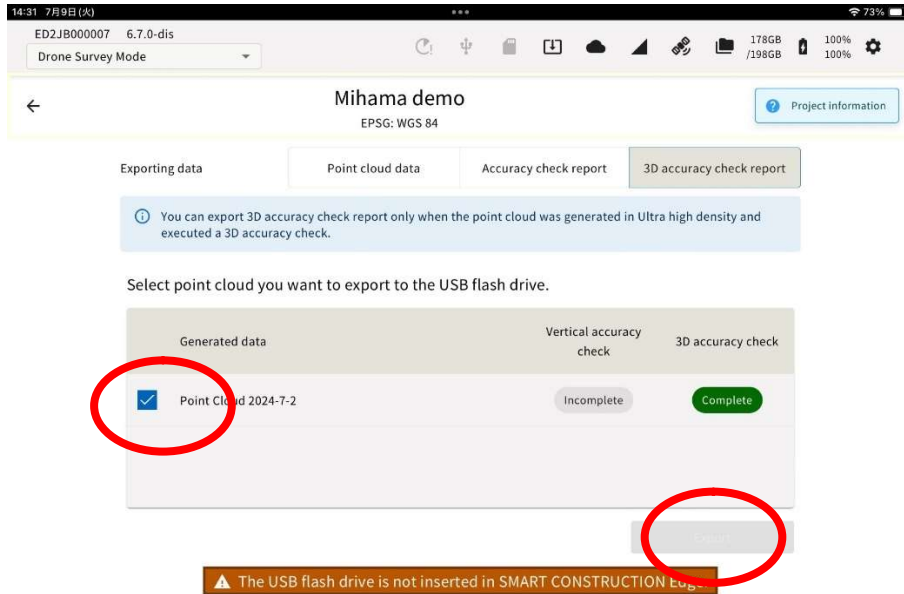 14:31 7月9日(火)
73%
ED2JB000007 6.7.0-dis
Drone Survey Mode
178GB
/198GB
100%
100%
Mihama demo
EPSG: WGS 84
Project information
Exporting data
Point cloud data
Accuracy check report
3D accuracy check report
You can export 3D accuracy check report only when the point cloud was generated in Ultra high density and
executed a 3D accuracy check.
Select point cloud you want to export to the USB flash drive.
Generated data
Vertical accuracy
check
3D accuracy check
Point Cloud 2024-7-2
Incomplete
Complete
Export
The USB flash drive is not inserted in SMART CONSTRUCTION Edge